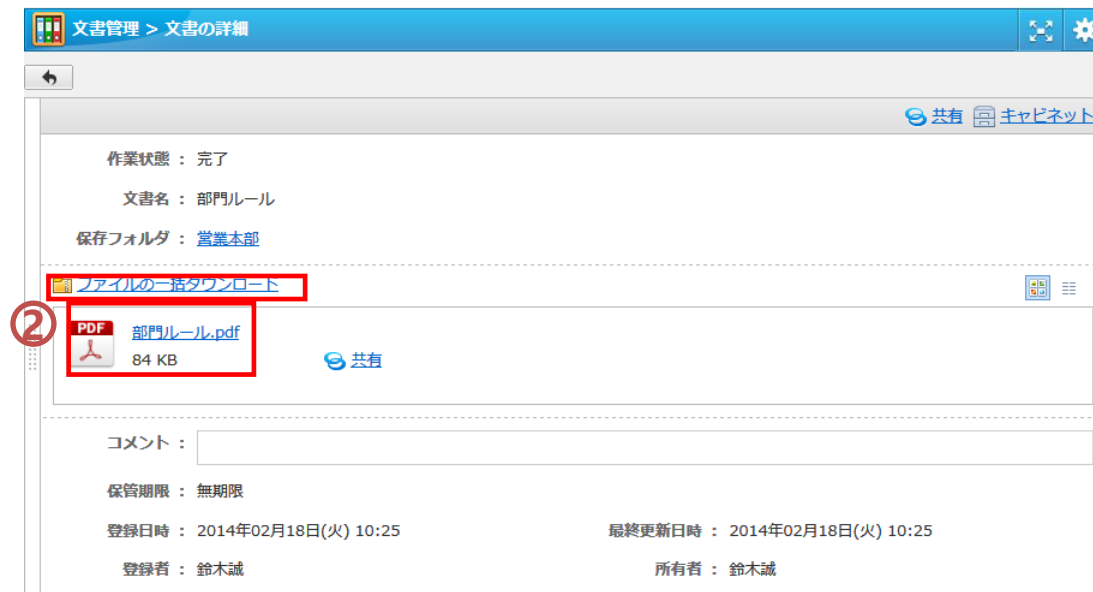 文書管理 > 文書の詳細
共有 キャビネット
作業状態 : 完了
文書名 : 部門ルール
保存フォルダ : 営業本部
ファイルの一括ダウンロード
②
PDF 部門ルール.pdf
84 KB 共有
コメント :
保管期限 : 無期限
登録日時 : 2014年02月18日(火) 10:25 最終更新日時 : 2014年02月18日(火) 10:25
登録者 : 鈴木誠 所有者 : 鈴木誠